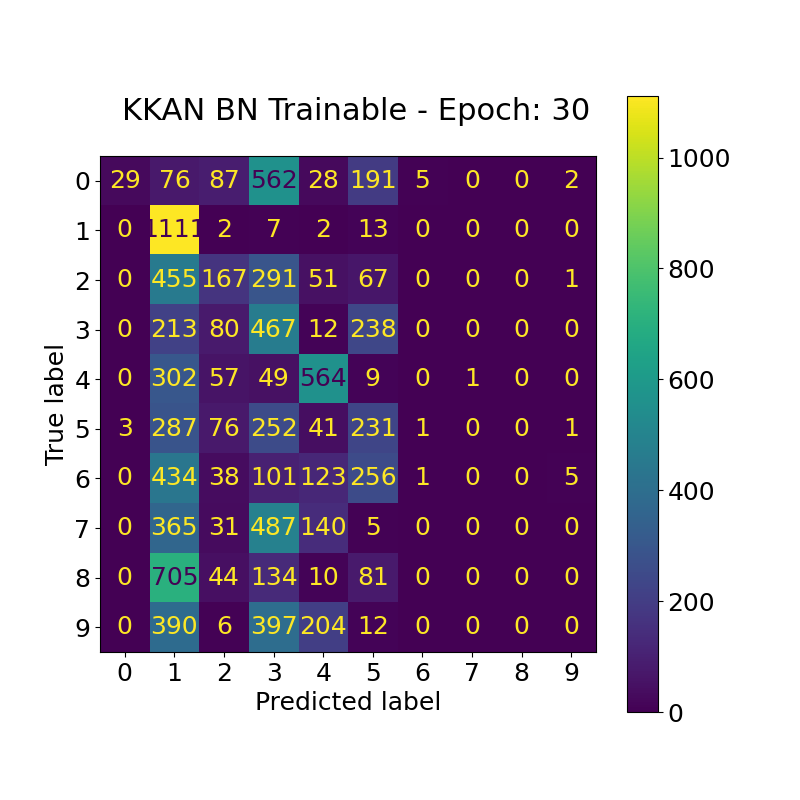 KKAN BN Trainable - Epoch: 30
0 29 76 87 562 28 191 5 0 0 2
1 0 1111 2 7 2 13 0 0 0 0
2 0 455 167 291 51 67 0 0 0 1
3 0 213 80 467 12 238 0 0 0 0
4 0 302 57 49 564 9 0 1 0 0
5 3 287 76 252 41 231 1 0 0 1
6 0 434 38 101 123 256 1 0 0 5
7 0 365 31 487 140 5 0 0 0 0
8 0 705 44 134 10 81 0 0 0 0
9 0 390 6 397 204 12 0 0 0 0
0 1 2 3 4 5 6 7 8 9
Predicted label
True label
1000
800
600
400
200
0